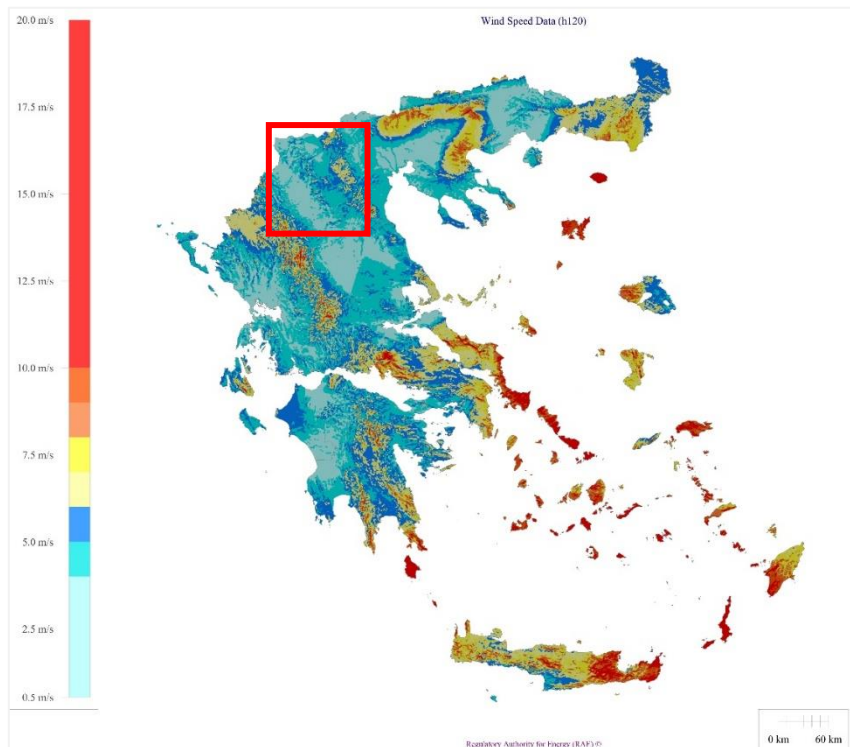 Wind Speed Data (h120)
20.0 m/s
17.5 m/s
15.0 m/s
12.5 m/s
10.0 m/s
7.5 m/s
5.0 m/s
2.5 m/s
0.5 m/s
0 km 60 km
Regulatory Authority for Energy (RAE) ©